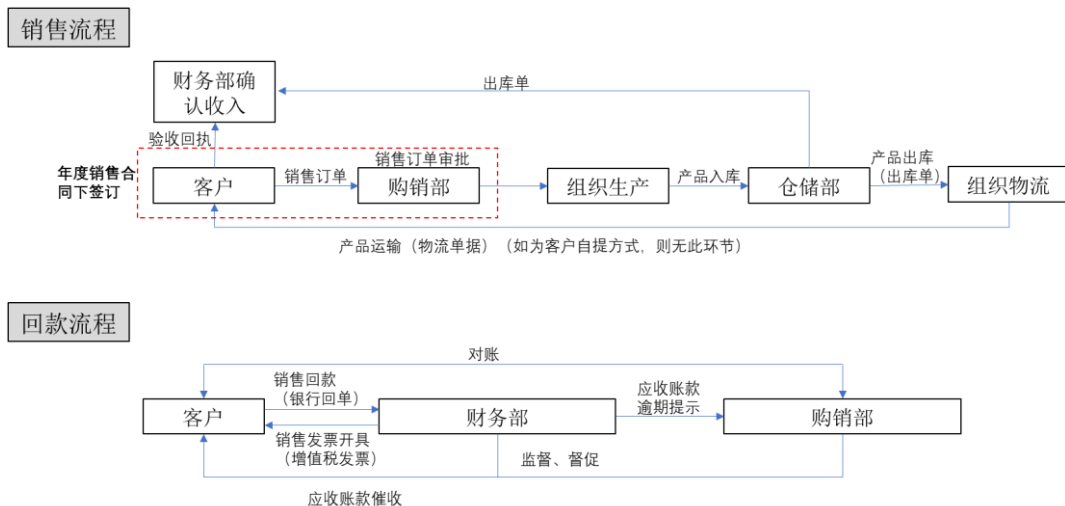 销售流程
财务部确
认收入
出库单
验收回执
年度销售合
同下签订
销售订单审批
客户
销售订单
购销部
组织生产
产品入库
仓储部
产品出库
（出库单）
组织物流
产品运输（物流单据）（如为客户自提方式，则无此环节）
回款流程
对账
销售回款
（银行回单）
应收账款
逾期提示
客户
财务部
购销部
销售发票开具
（增值税发票）
监督、督促
应收账款催收